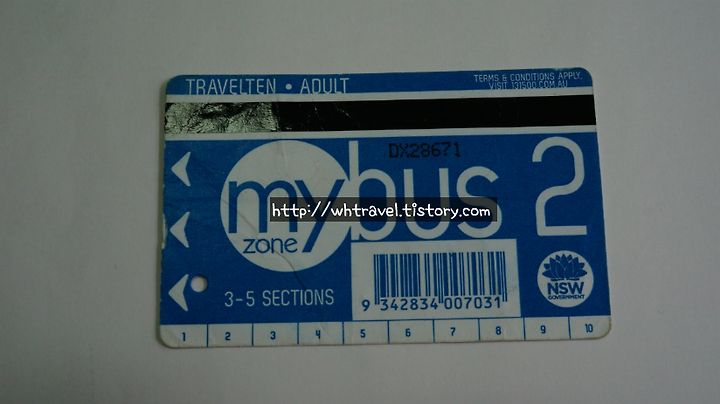 TRAVELTEN • ADULT
TERMS & CONDITIONS APPLY.
VISIT 131500.COM.AU
DX28671
my zone
bus 2
http://whtravel.tistory.com
3-5 SECTIONS
9 342834 007031
NSW
GOVERNMENT
1 2 3 4 5 6 7 8 9 10